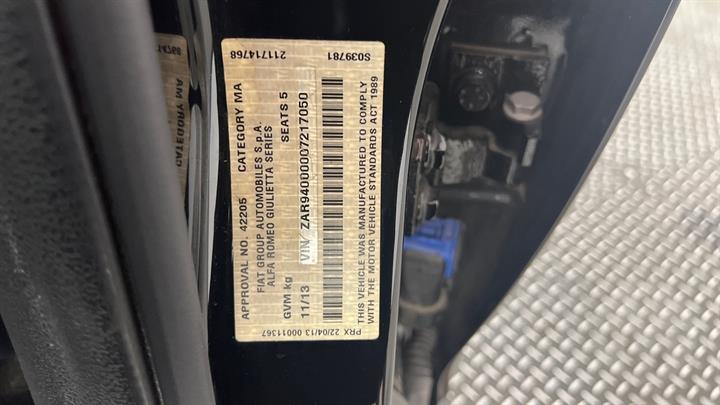 APPROVAL NO. 42205 CATEGORY MA
FIAT GROUP AUTOMOBILES S.p.A.
ALFA ROMEO GIULIETTA SERIES
GVM kg SEATS 5
11/13 VIN ZAR94000007217050
THIS VEHICLE WAS MANUFACTURED TO COMPLY
WITH THE MOTOR VEHICLE STANDARDS ACT 1989
PRX 22/04/13 00011367
211714768 S039781
CATEGORY MA